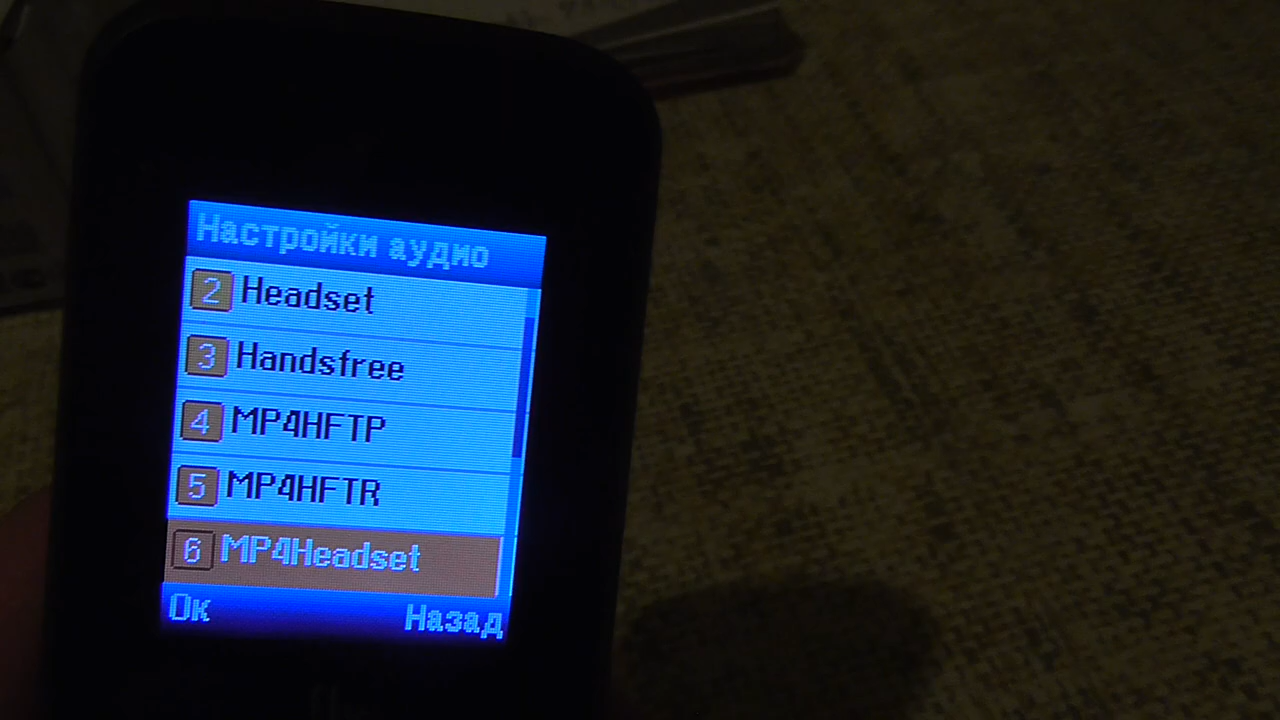 Настройки аудио
2 Headset
3 Handsfree
4 MP4HFTP
5 MP4HFTR
6 MP4Headset
Ок Назад